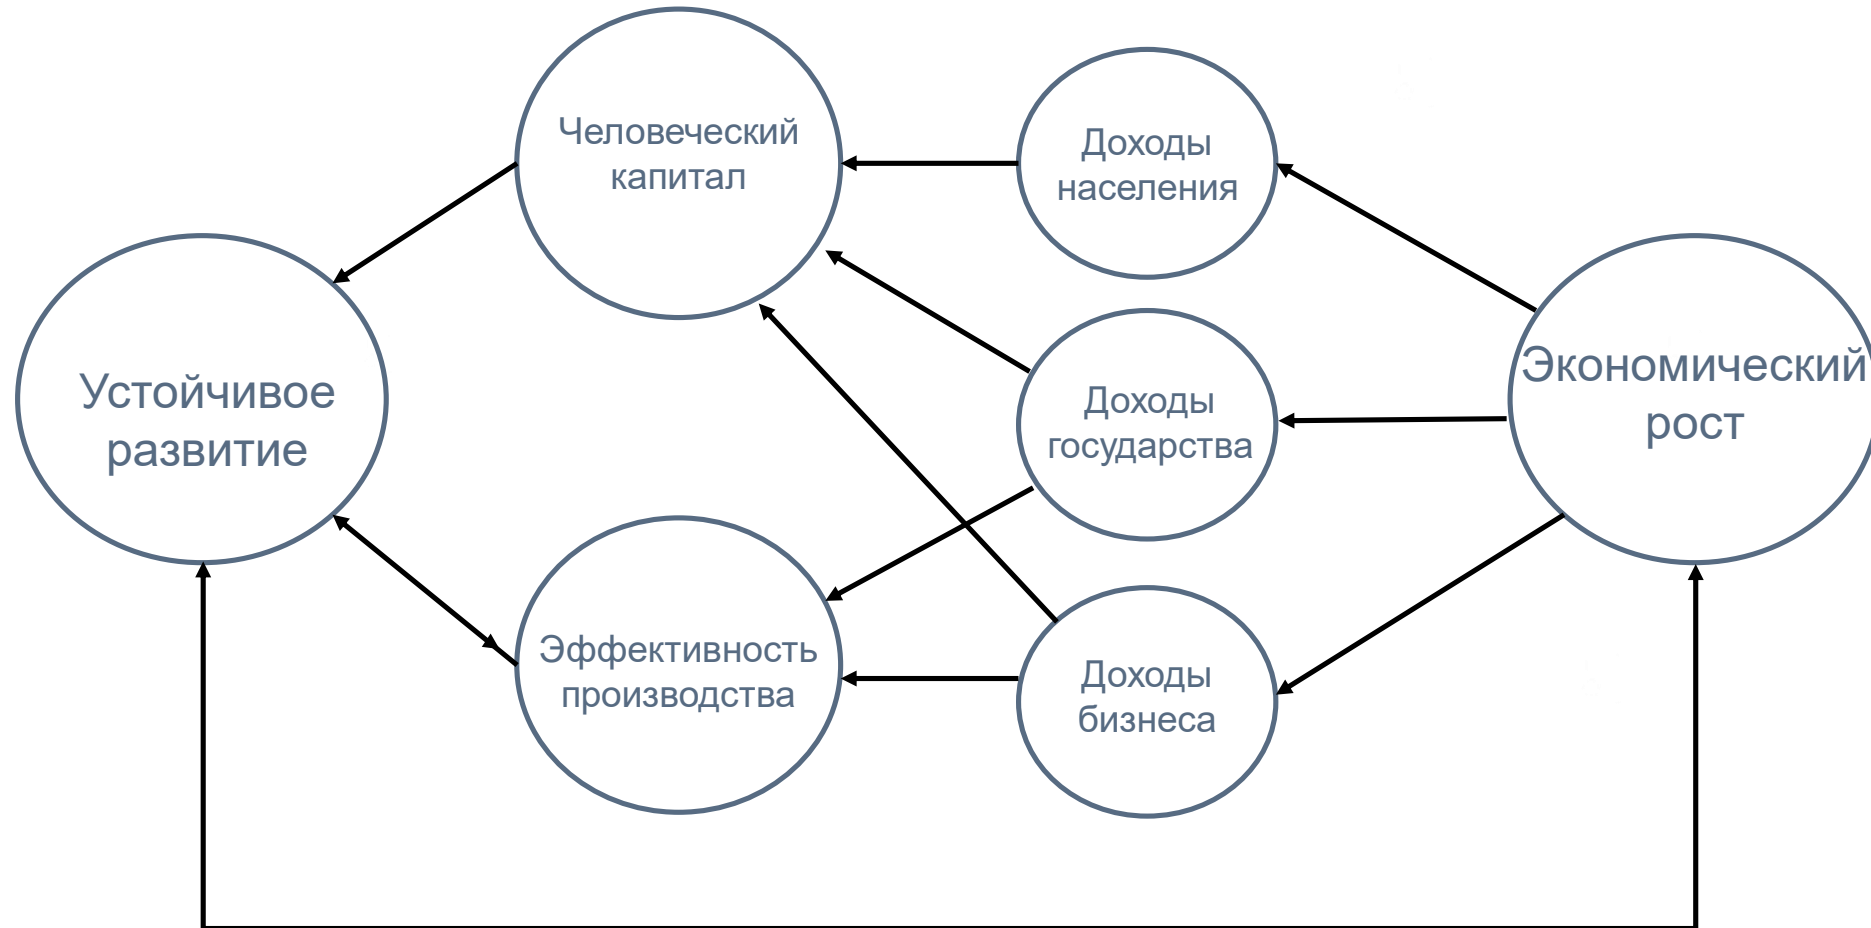 Человеческий
капитал
Доходы
населения
Устойчивое
развитие
Доходы
государства
Экономический
рост
Эффективность
производства
Доходы
бизнеса